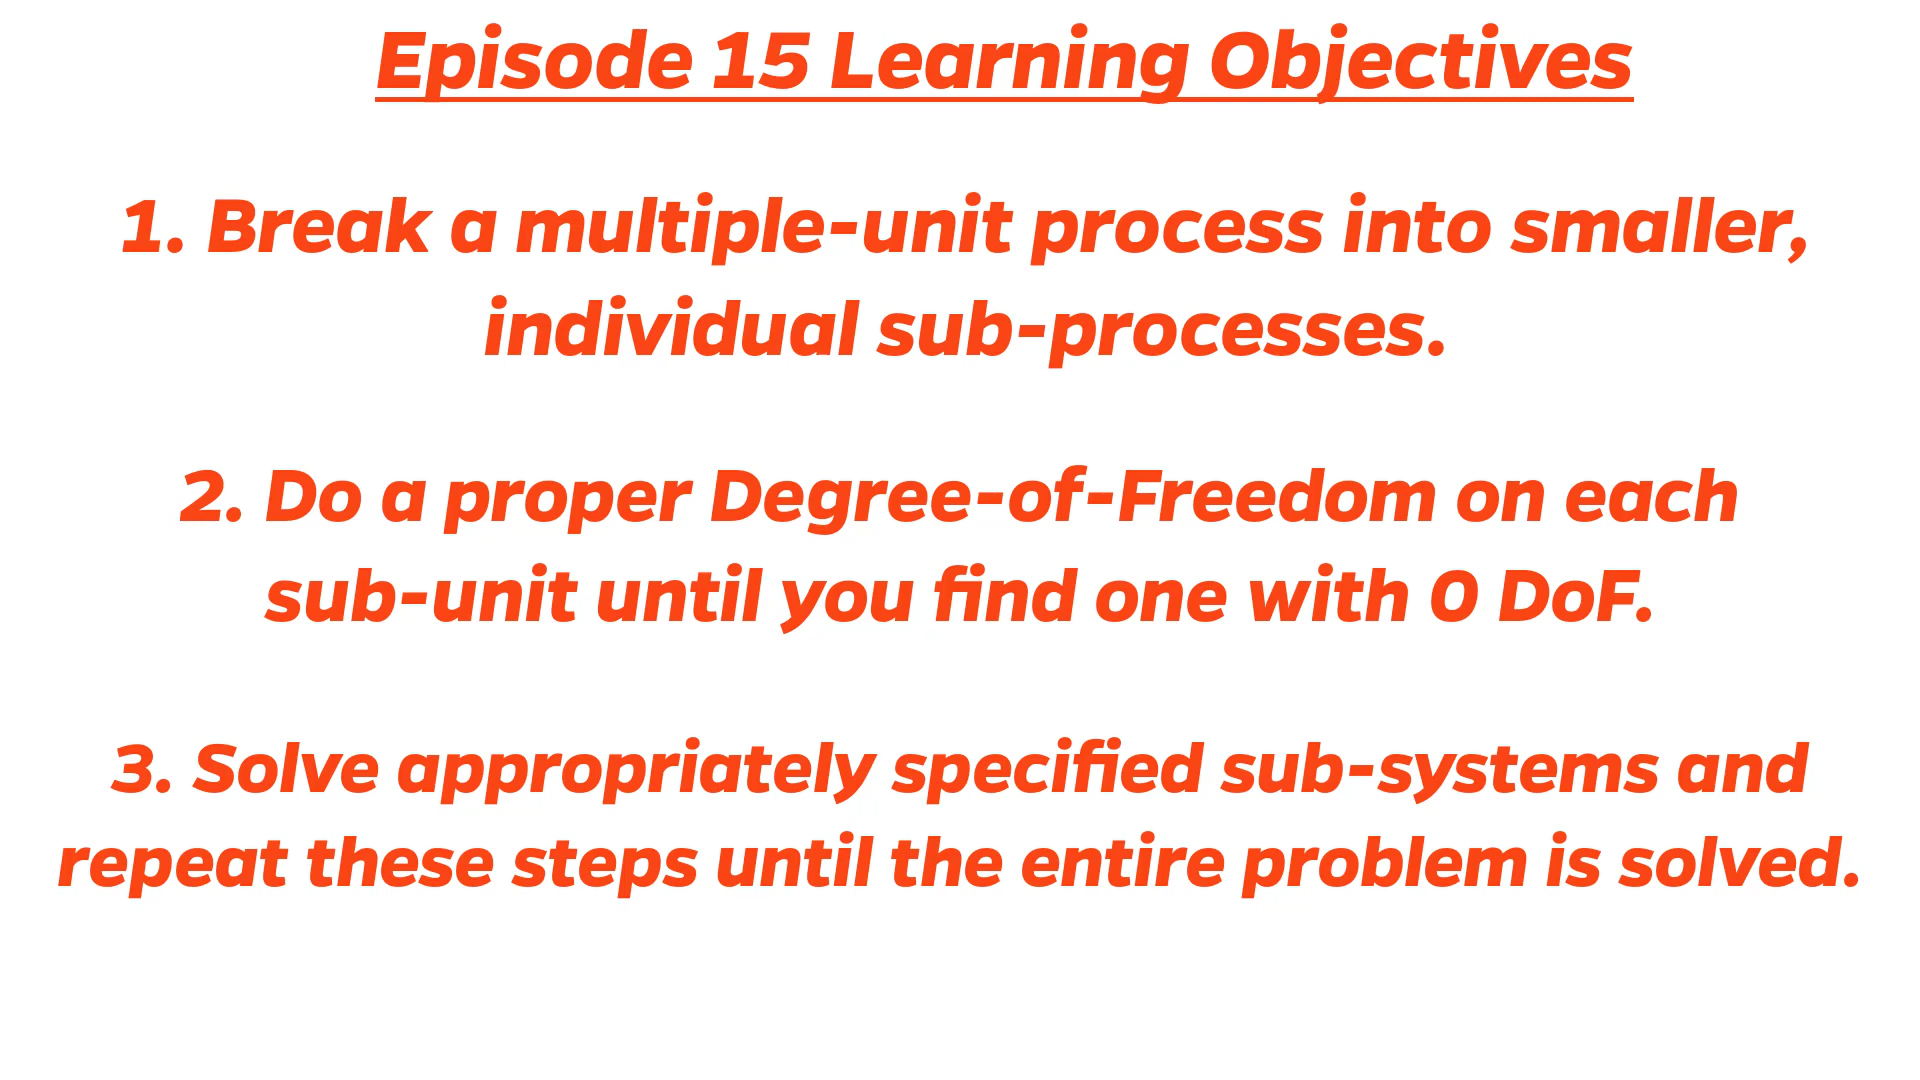 Episode 15 Learning Objectives
1. Break a multiple-unit process into smaller,
individual sub-processes.
2. Do a proper Degree-of-Freedom on each
sub-unit until you find one with 0 DoF.
3. Solve appropriately specified sub-systems and
repeat these steps until the entire problem is solved.